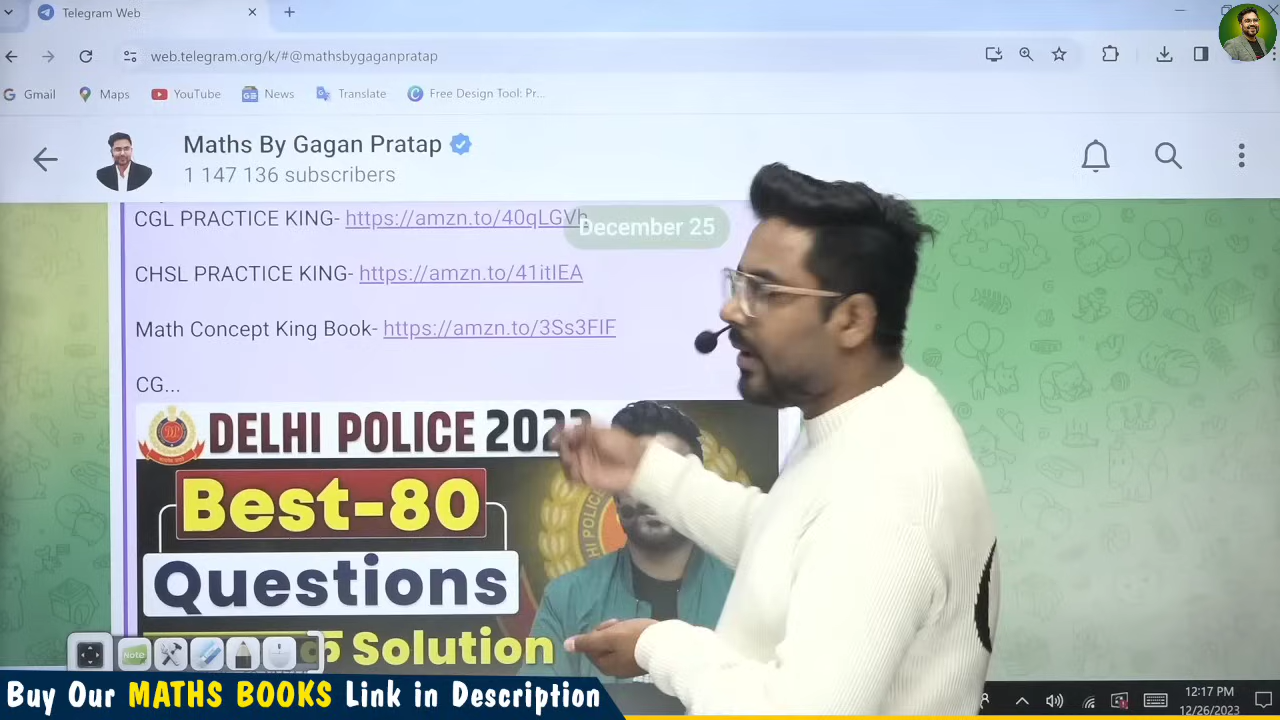 Telegram Web
web.telegram.org/k/#@mathsbygaganpratap
Gmail Maps YouTube News Translate Free Design Tool: Pr...
Maths By Gagan Pratap
1 147 136 subscribers
CGL PRACTICE KING- https://amzn.to/40qLGVh
December 25
CHSL PRACTICE KING- https://amzn.to/41itIEA
Math Concept King Book- https://amzn.to/3Ss3FIF
CG...
DELHI POLICE
Best-80
Questions
Solution
Note
12:17 PM
12/26/2023
Buy Our MATHS BOOKS Link in Description